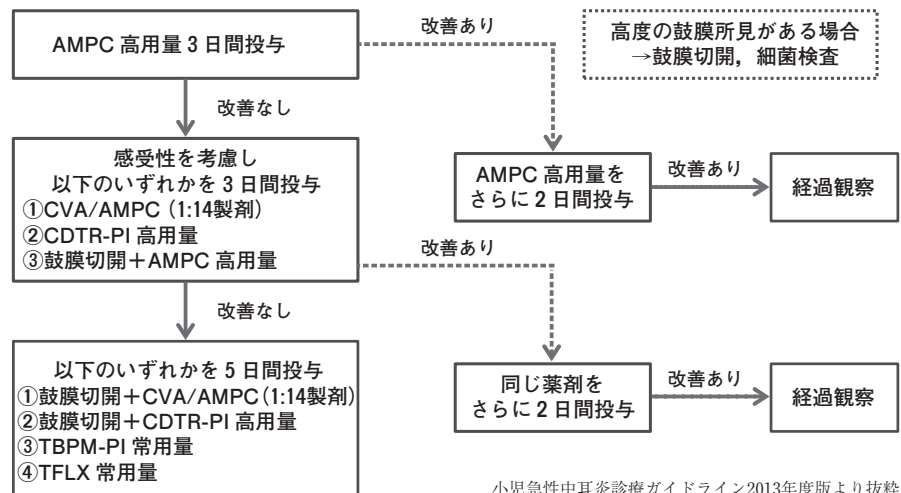 AMPC 高用量 3 日間投与
改善あり
高度の鼓膜所見がある場合
→鼓膜切開，細菌検査
改善なし
感受性を考慮し
以下のいずれかを 3 日間投与
①CVA/AMPC（1:14製剤）
②CDTR-PI 高用量
③鼓膜切開＋AMPC 高用量
AMPC 高用量を
さらに 2 日間投与
改善あり
経過観察
改善あり
改善なし
以下のいずれかを 5 日間投与
①鼓膜切開＋CVA/AMPC（1:14製剤）
②鼓膜切開＋CDTR-PI 高用量
③TBPM-PI 常用量
④TFLX 常用量
同じ薬剤を
さらに 2 日間投与
改善あり
経過観察
小児急性中耳炎診療ガイドライン2013年度版より抜粋